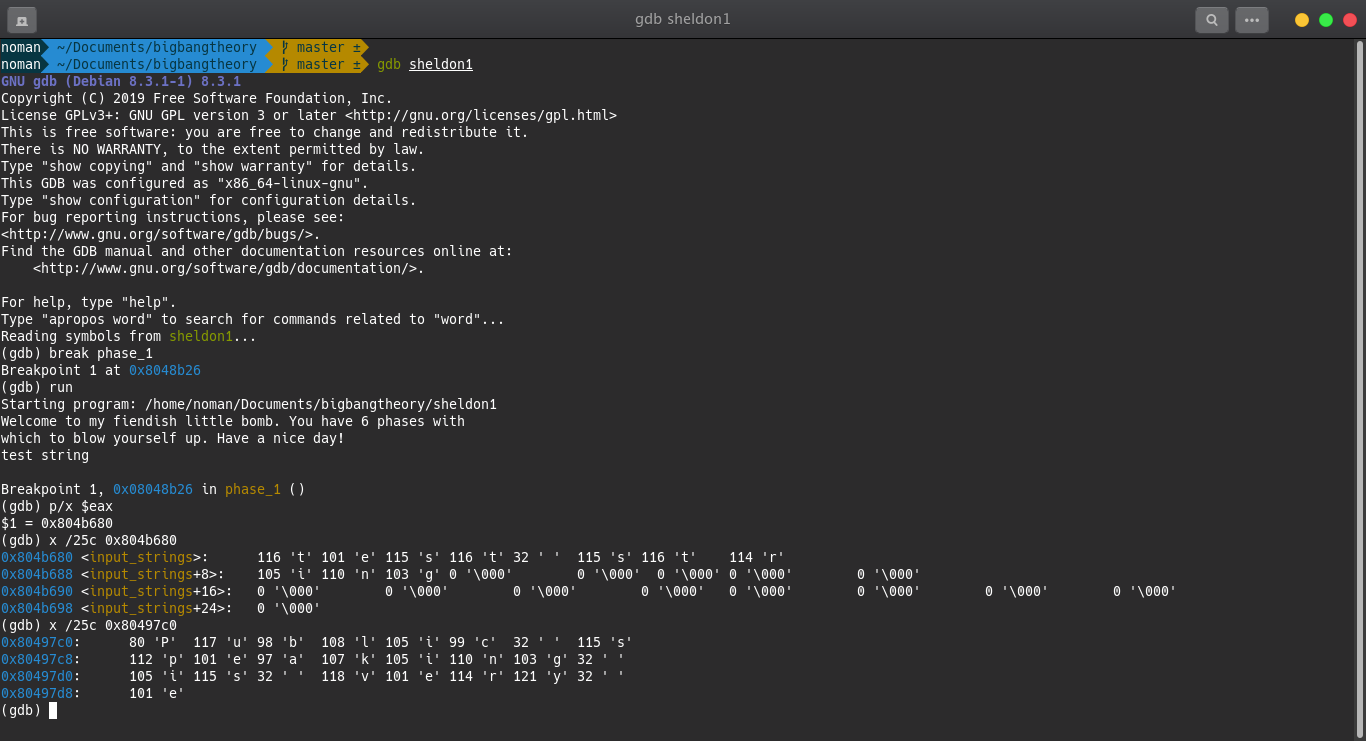 gdb sheldon1
noman ~/Documents/bigbangtheory master ±
noman ~/Documents/bigbangtheory master ± gdb sheldon1
GNU gdb (Debian 8.3.1-1) 8.3.1
Copyright (C) 2019 Free Software Foundation, Inc.
License GPLv3+: GNU GPL version 3 or later <http://gnu.org/licenses/gpl.html>
This is free software: you are free to change and redistribute it.
There is NO WARRANTY, to the extent permitted by law.
Type "show copying" and "show warranty" for details.
This GDB was configured as "x86_64-linux-gnu".
Type "show configuration" for configuration details.
For bug reporting instructions, please see:
<http://www.gnu.org/software/gdb/bugs/>.
Find the GDB manual and other documentation resources online at:
    <http://www.gnu.org/software/gdb/documentation/>.
For help, type "help".
Type "apropos word" to search for commands related to "word"...
Reading symbols from sheldon1...
(gdb) break phase_1
Breakpoint 1 at 0x8048b26
(gdb) run
Starting program: /home/noman/Documents/bigbangtheory/sheldon1
Welcome to my fiendish little bomb. You have 6 phases with
which to blow yourself up. Have a nice day!
test string
Breakpoint 1, 0x08048b26 in phase_1 ()
(gdb) p/x $eax
$1 = 0x804b680
(gdb) x /25c 0x804b680
0x804b680 <input_strings>:	116 't'	101 'e'	115 's'	116 't'	32 ' '	115 's'	116 't'	114 'r'
0x804b688 <input_strings+8>:	105 'i'	110 'n'	103 'g'	0 '\000'	0 '\000'	0 '\000'	0 '\000'	0 '\000'
0x804b690 <input_strings+16>:	0 '\000'	0 '\000'	0 '\000'	0 '\000'	0 '\000'	0 '\000'	0 '\000'	0 '\000'
0x804b698 <input_strings+24>:	0 '\000'
(gdb) x /25c 0x80497c0
0x80497c0:	80 'P'	117 'u'	98 'b'	108 'l'	105 'i'	99 'c'	32 ' '	115 's'
0x80497c8:	112 'p'	101 'e'	97 'a'	107 'k'	105 'i'	110 'n'	103 'g'	32 ' '
0x80497d0:	105 'i'	115 's'	32 ' '	118 'v'	101 'e'	114 'r'	121 'y'	32 ' '
0x80497d8:	101 'e'
(gdb)